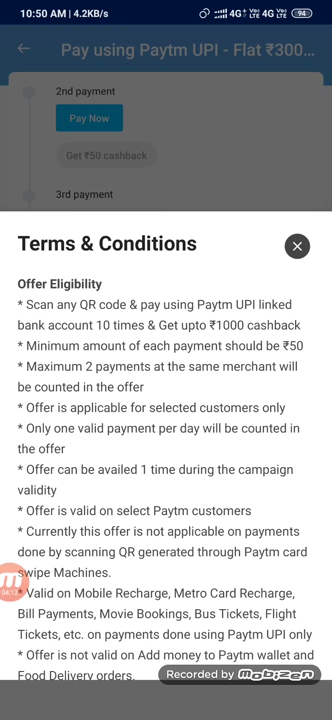 10:50 AM | 4.2KB/s
4G+ Vo) LTE 4G Vo) LTE 94
Pay using Paytm UPI - Flat ₹300...
2nd payment
Pay Now
Get ₹50 cashback
3rd payment
Terms & Conditions
Offer Eligibility
* Scan any QR code & pay using Paytm UPI linked
bank account 10 times & Get upto ₹1000 cashback
* Minimum amount of each payment should be ₹50
* Maximum 2 payments at the same merchant will
be counted in the offer
* Offer is applicable for selected customers only
* Only one valid payment per day will be counted in
the offer
* Offer can be availed 1 time during the campaign
validity
* Offer is valid on select Paytm customers
* Currently this offer is not applicable on payments
done by scanning QR generated through Paytm card
swipe Machines.
* Valid on Mobile Recharge, Metro Card Recharge,
Bill Payments, Movie Bookings, Bus Tickets, Flight
Tickets, etc. on payments done using Paytm UPI only
* Offer is not valid on Add money to Paytm wallet and
Food Delivery orders.
Recorded by mobizen